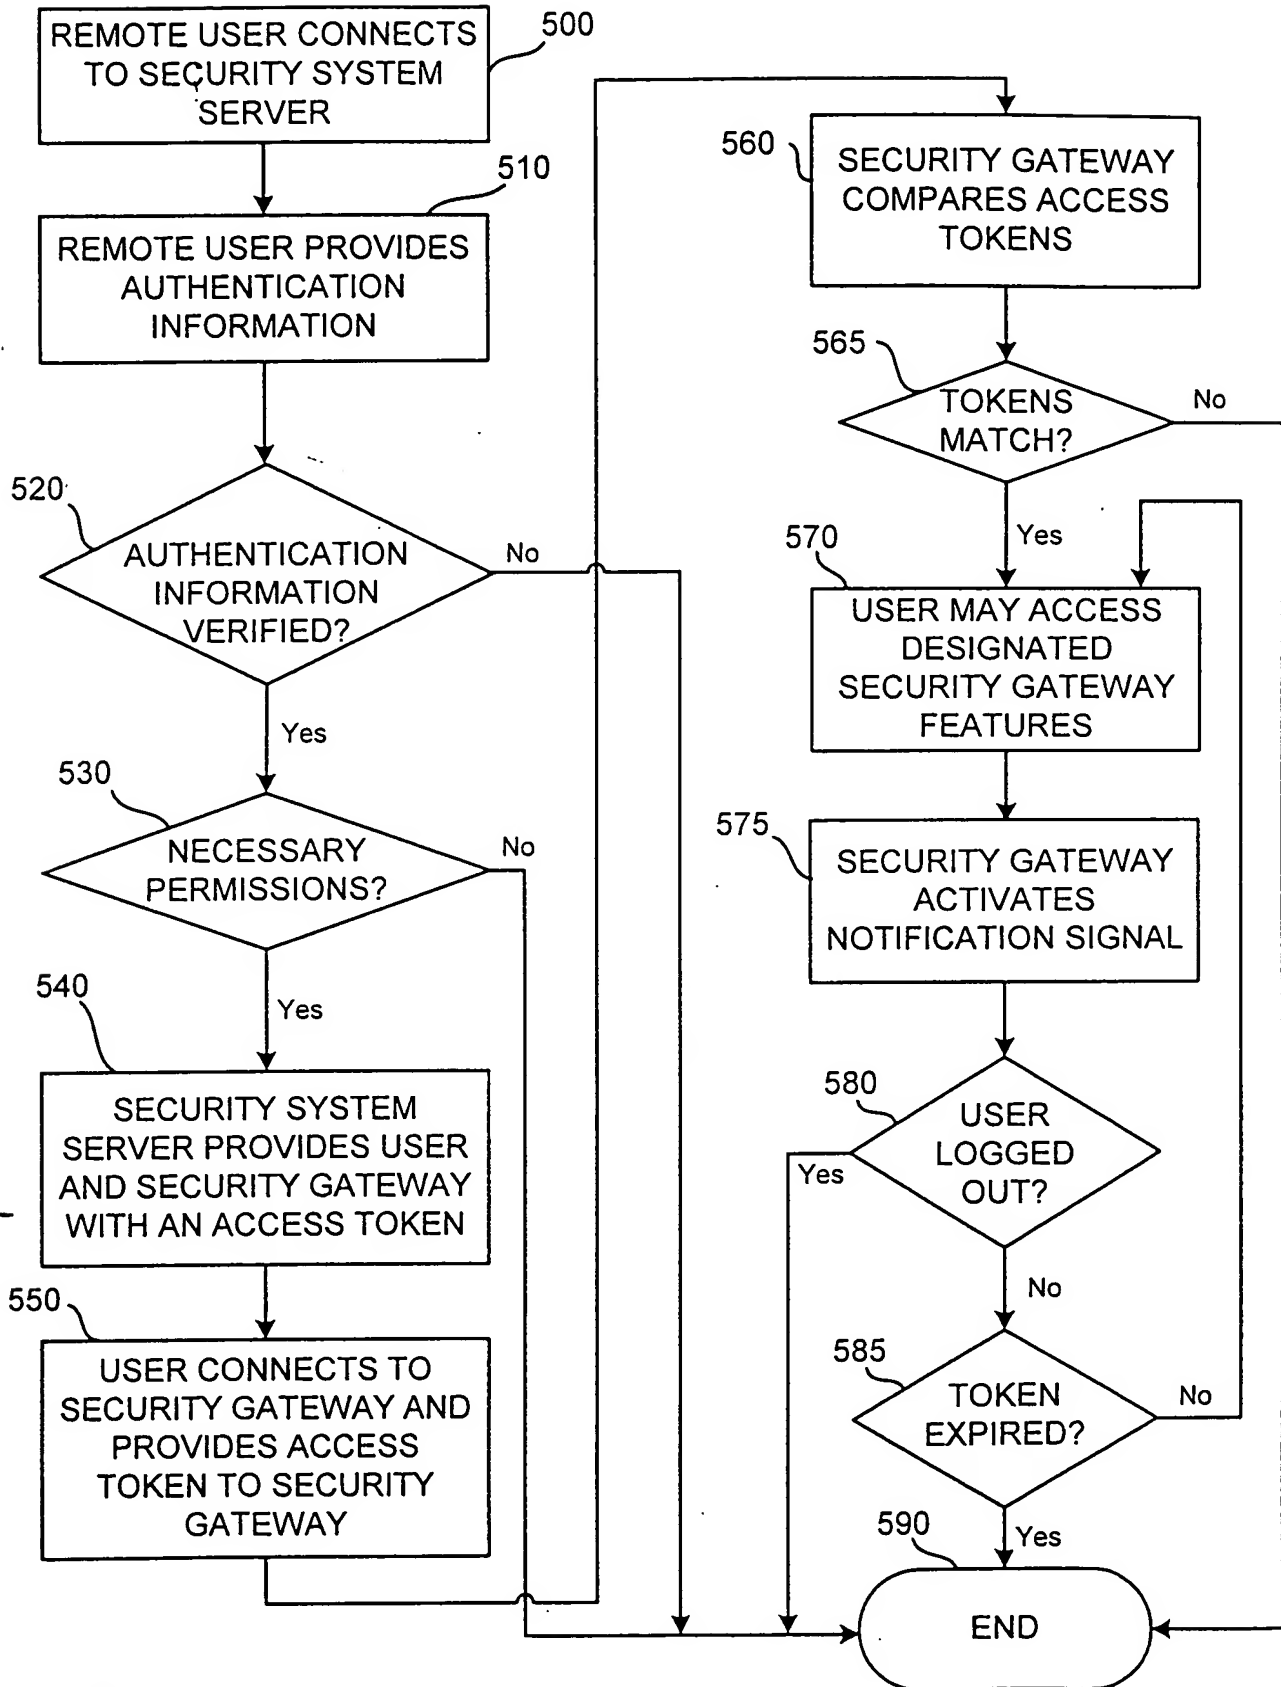 500
REMOTE USER CONNECTS
TO SECURITY SYSTEM
SERVER
510
REMOTE USER PROVIDES
AUTHENTICATION
INFORMATION
520
AUTHENTICATION
INFORMATION
VERIFIED?
No
Yes
530
NECESSARY
PERMISSIONS?
No
Yes
540
SECURITY SYSTEM
SERVER PROVIDES USER
AND SECURITY GATEWAY
WITH AN ACCESS TOKEN
550
USER CONNECTS TO
SECURITY GATEWAY AND
PROVIDES ACCESS
TOKEN TO SECURITY
GATEWAY
560
SECURITY GATEWAY
COMPARES ACCESS
TOKENS
565
TOKENS
MATCH?
No
Yes
570
USER MAY ACCESS
DESIGNATED
SECURITY GATEWAY
FEATURES
575
SECURITY GATEWAY
ACTIVATES
NOTIFICATION SIGNAL
580
USER
LOGGED
OUT?
Yes
No
585
TOKEN
EXPIRED?
No
Yes
590
END